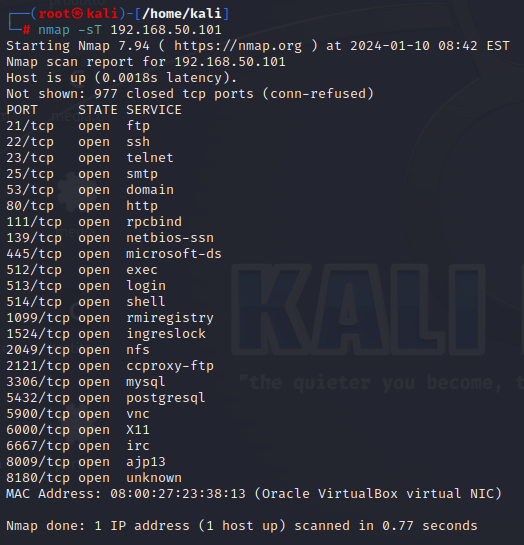 ┌──(root㉿kali)-[/home/kali]
└─# nmap -sT 192.168.50.101
Starting Nmap 7.94 ( https://nmap.org ) at 2024-01-10 08:42 EST
Nmap scan report for 192.168.50.101
Host is up (0.0018s latency).
Not shown: 977 closed tcp ports (conn-refused)
PORT     STATE SERVICE
21/tcp   open  ftp
22/tcp   open  ssh
23/tcp   open  telnet
25/tcp   open  smtp
53/tcp   open  domain
80/tcp   open  http
111/tcp  open  rpcbind
139/tcp  open  netbios-ssn
445/tcp  open  microsoft-ds
512/tcp  open  exec
513/tcp  open  login
514/tcp  open  shell
1099/tcp open  rmiregistry
1524/tcp open  ingreslock
2049/tcp open  nfs
2121/tcp open  ccproxy-ftp
3306/tcp open  mysql
5432/tcp open  postgresql
5900/tcp open  vnc
6000/tcp open  X11
6667/tcp open  irc
8009/tcp open  ajp13
8180/tcp open  unknown
MAC Address: 08:00:27:23:38:13 (Oracle VirtualBox virtual NIC)
Nmap done: 1 IP address (1 host up) scanned in 0.77 seconds
KALI
"the quieter you become,